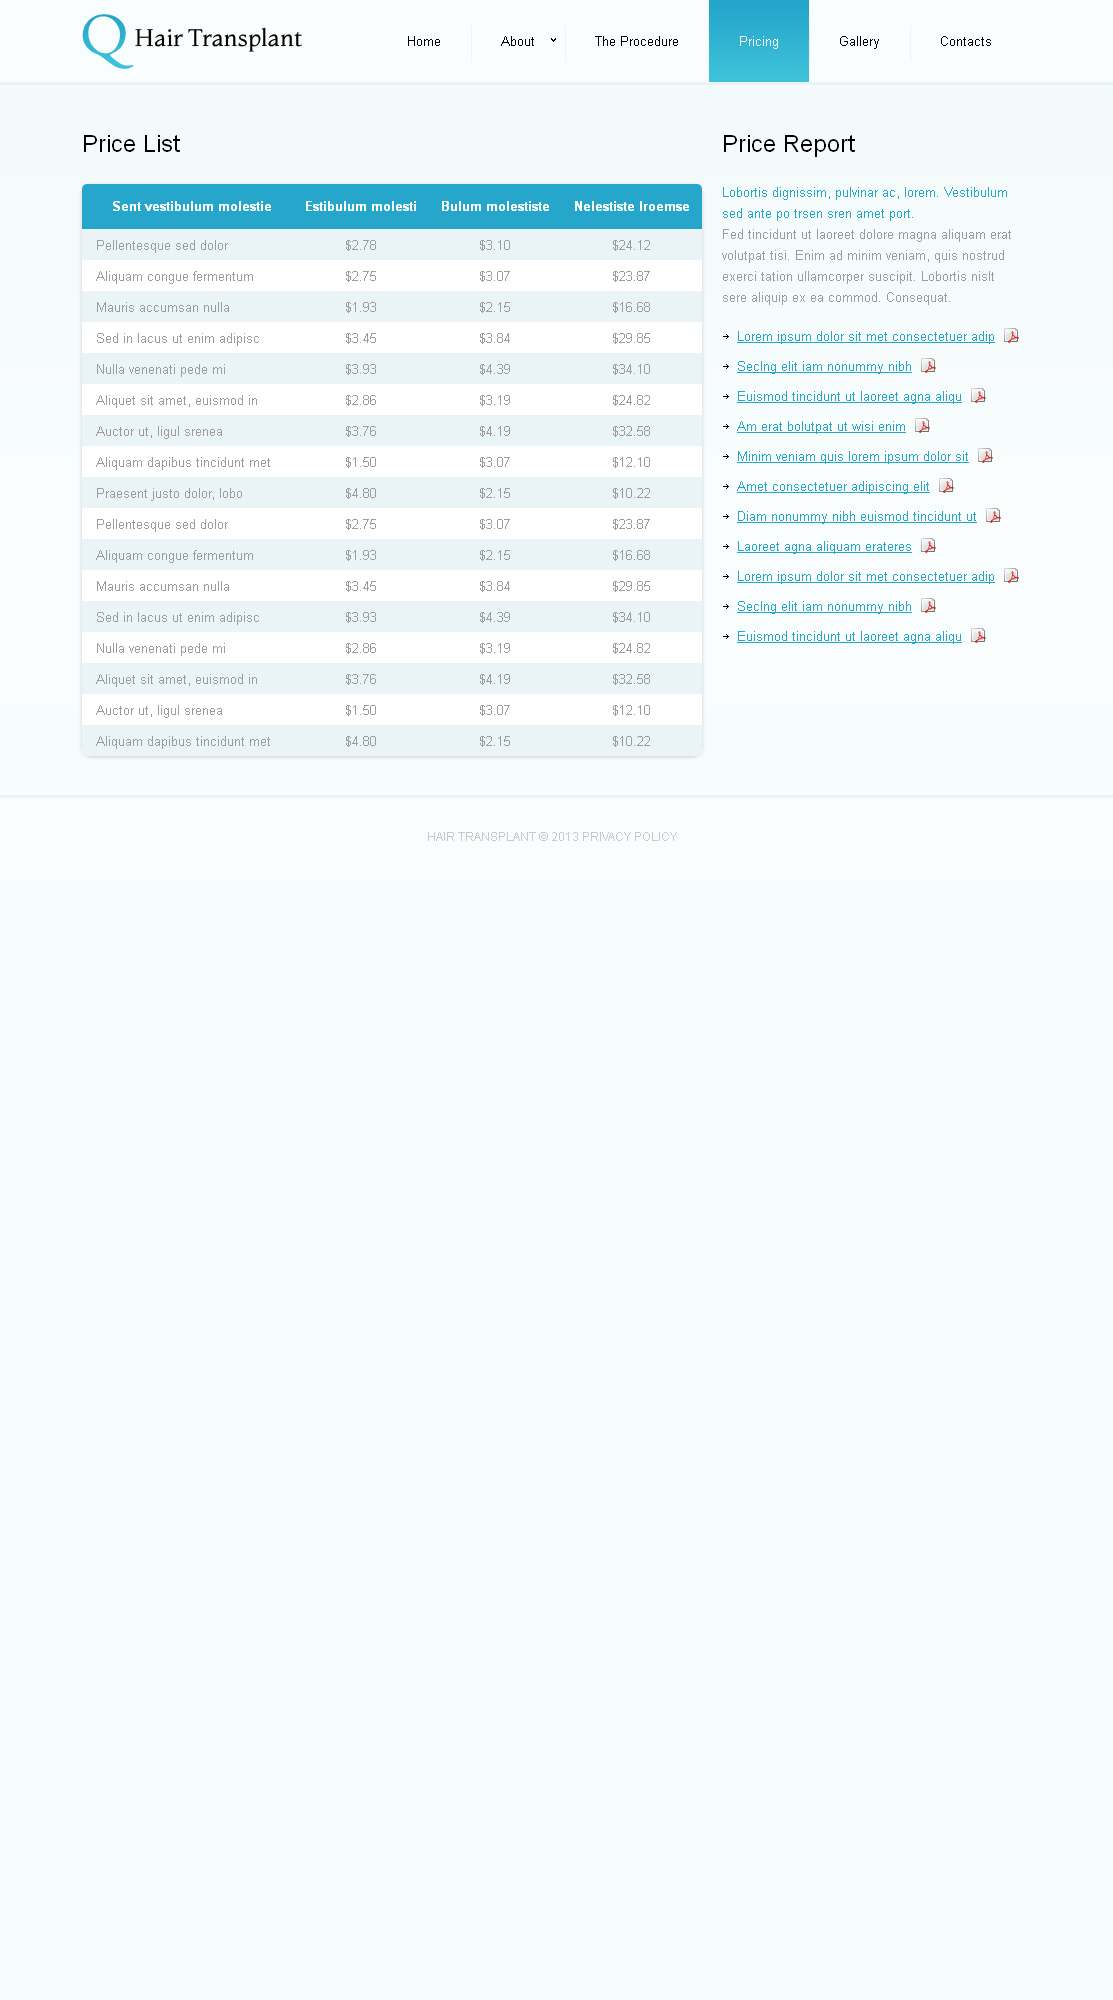 Q Hair Transplant
Home About The Procedure Pricing Gallery Contacts
Price List
Sent vestibulum molestie Estibulum molesti Bulum molestiste Nelestiste lroemse
Pellentesque sed dolor $2.78 $3.10 $24.12
Aliquam congue fermentum $2.75 $3.07 $23.87
Mauris accumsan nulla $1.93 $2.15 $16.68
Sed in lacus ut enim adipisc $3.45 $3.84 $29.85
Nulla venenati pede mi $3.93 $4.39 $34.10
Aliquet sit amet, euismod in $2.86 $3.19 $24.82
Auctor ut, ligul srenea $3.76 $4.19 $32.58
Aliquam dapibus tincidunt met $1.50 $3.07 $12.10
Praesent justo dolor, lobo $4.80 $2.15 $10.22
Pellentesque sed dolor $2.75 $3.07 $23.87
Aliquam congue fermentum $1.93 $2.15 $16.68
Mauris accumsan nulla $3.45 $3.84 $29.85
Sed in lacus ut enim adipisc $3.93 $4.39 $34.10
Nulla venenati pede mi $2.86 $3.19 $24.82
Aliquet sit amet, euismod in $3.76 $4.19 $32.58
Auctor ut, ligul srenea $1.50 $3.07 $12.10
Aliquam dapibus tincidunt met $4.80 $2.15 $10.22
Price Report
Lobortis dignissim, pulvinar ac, lorem. Vestibulum
sed ante po trsen sren amet port.
Fed tincidunt ut laoreet dolore magna aliquam erat
volutpat tisi. Enim ad minim veniam, quis nostrud
exerci tation ullamcorper suscipit. Lobortis nislt
sere aliquip ex ea commod. Consequat.
Lorem ipsum dolor sit met consectetuer adip
Seclng elit iam nonummy nibh
Euismod tincidunt ut laoreet agna aliqu
Am erat bolutpat ut wisi enim
Minim veniam quis lorem ipsum dolor sit
Amet consectetuer adipiscing elit
Diam nonummy nibh euismod tincidunt ut
Laoreet agna aliquam erateres
Lorem ipsum dolor sit met consectetuer adip
Seclng elit iam nonummy nibh
Euismod tincidunt ut laoreet agna aliqu
HAIR TRANSPLANT © 2013 PRIVACY POLICY